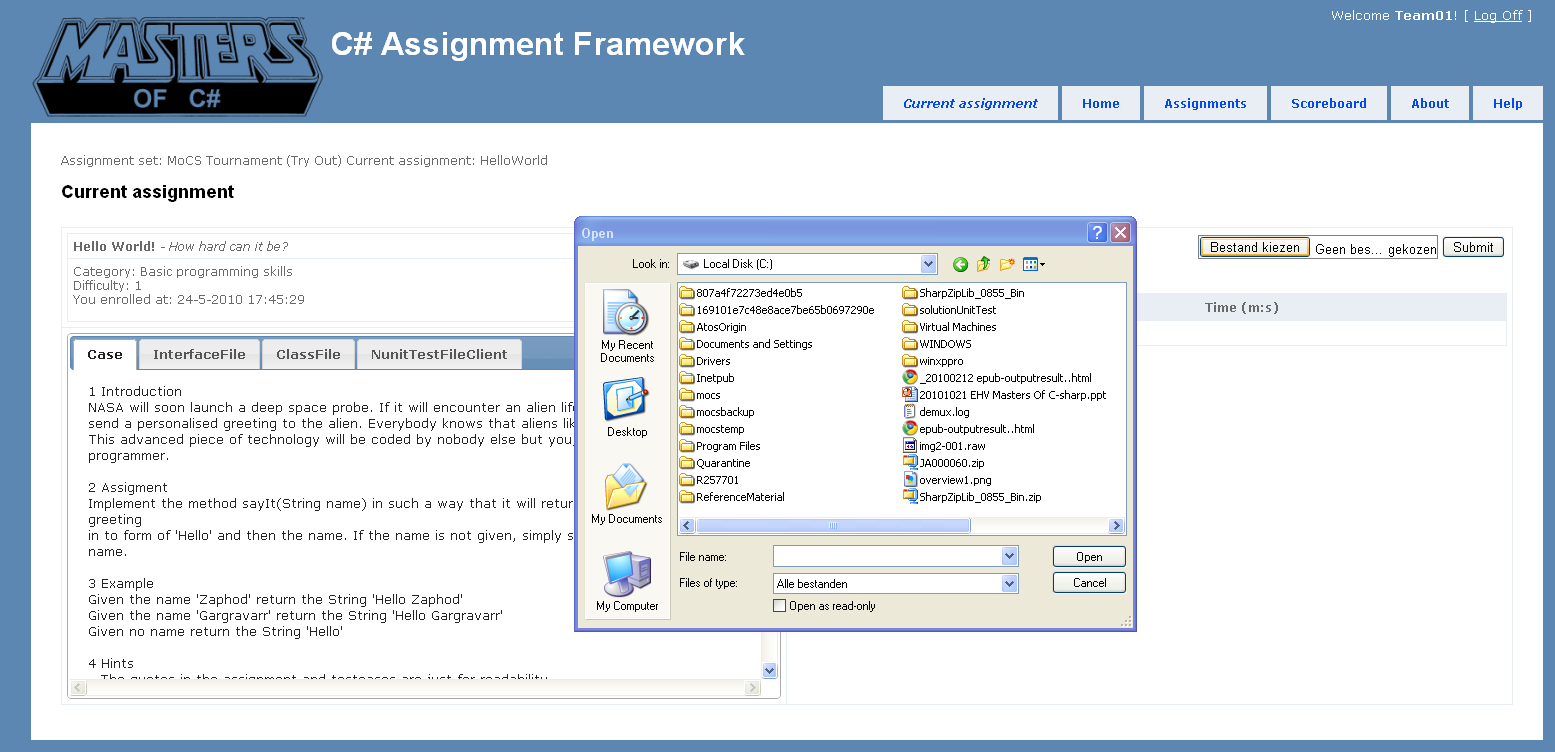 Welcome Team01! [ Log Off ]
MASTERS
OF C#
C# Assignment Framework
Current assignment
Home
Assignments
Scoreboard
About
Help
Assignment set: MoCS Tournament (Try Out) Current assignment: HelloWorld
Current assignment
Hello World! - How hard can it be?
Category: Basic programming skills
Difficulty: 1
You enrolled at: 24-5-2010 17:45:29
Case
InterfaceFile
ClassFile
NunitTestFileClient
1 Introduction
NASA will soon launch a deep space probe. If it will encounter an alien
send a personalised greeting to the alien. Everybody knows that aliens
This advanced piece of technology will be coded by nobody else but you
programmer.
2 Assigment
Implement the method sayIt(String name) in such a way that it will
greeting
in to form of 'Hello' and then the name. If the name is not given, simply
name.
3 Example
Given the name 'Zaphod' return the String 'Hello Zaphod'
Given the name 'Gargravarr' return the String 'Hello Gargravarr'
Given no name return the String 'Hello'
4 Hints
The quotes in the assignment and testcases are just for readability
Bestand kiezen Geen bes... gekozen
Submit
Time (m:s)
Open
Look in:
Local Disk (C:)
My Recent
Documents
Desktop
My Documents
My Computer
807a4f72273ed4e0b5
169101e7c48e8ace7be65b0697290e
AtosOrigin
Documents and Settings
Drivers
Inetpub
mocs
mocsbackup
mocstemp
Program Files
Quarantine
R257701
ReferenceMaterial
SharpZipLib_0855_Bin
solutionUnitTest
Virtual Machines
WINDOWS
winxppro
_20100212 epub-outputresult..html
20101021 EHV Masters Of C-sharp.ppt
demux.log
epub-outputresult..html
img2-001.raw
JA000060.zip
overview1.png
SharpZipLib_0855_Bin.zip
File name:
Open
Files of type:
Alle bestanden
Cancel
Open as read-only